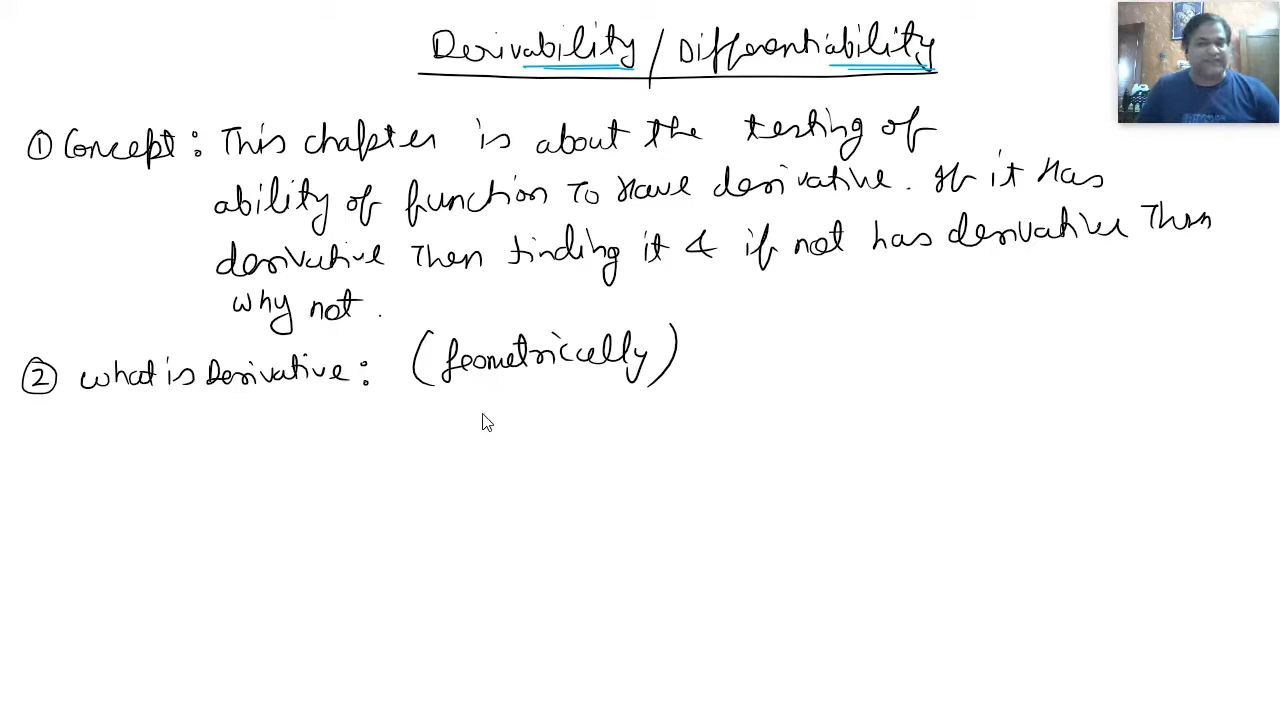 Derivability / Differentiability
① Concept : This chapter is about the testing of
ability of function To Have derivative. If it Has
derivative Then finding it & if not has derivative Then
why not .
② what is Derivative : (Geometrically)